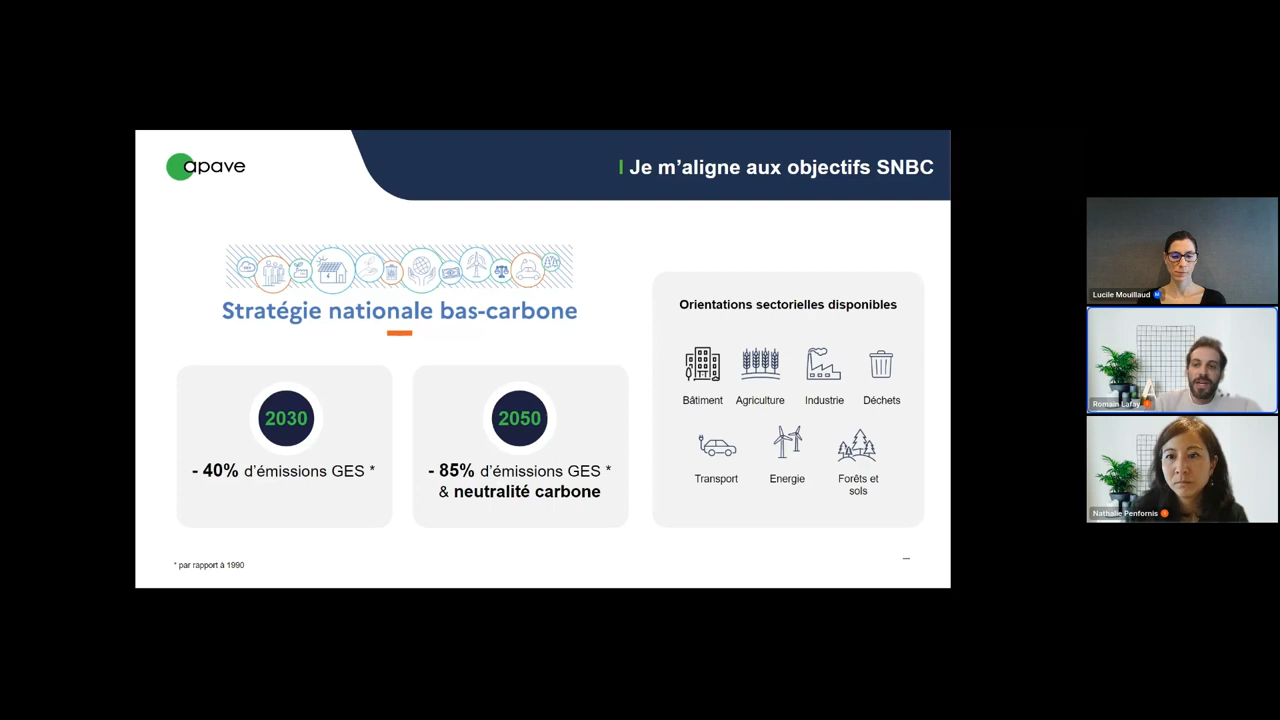 apave
Je m'aligne aux objectifs SNBC
Stratégie nationale bas-carbone
2030
- 40% d'émissions GES *
2050
- 85% d'émissions GES *
& neutralité carbone
Orientations sectorielles disponibles
Bâtiment Agriculture Industrie Déchets
Transport Energie Forêts et
sols
* par rapport à 1990
Lucile Mouillaud
Romain Lafay
Nathalie Penfornis